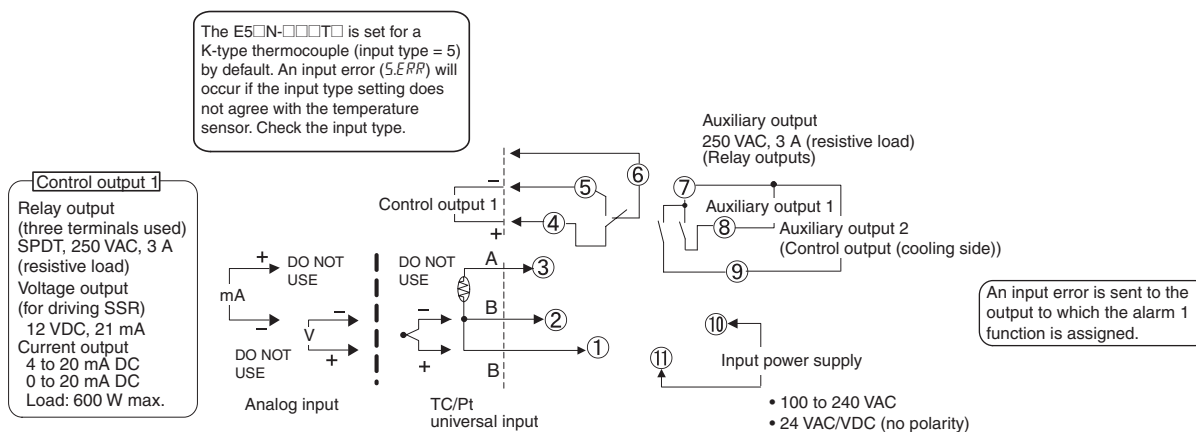 The E5□N-□□□T□ is set for a
K-type thermocouple (input type = 5)
by default. An input error (S.ERR) will
occur if the input type setting does
not agree with the temperature
sensor. Check the input type.
Control output 1
Relay output
(three terminals used)
SPDT, 250 VAC, 3 A
(resistive load)
Voltage output
(for driving SSR)
12 VDC, 21 mA
Current output
4 to 20 mA DC
0 to 20 mA DC
Load: 600 W max.
+
mA
−
DO NOT
USE
−
V
+
DO NOT
USE
Analog input
−
Control output 1
+
⑥
⑤
④
DO NOT
USE
A
③
−
B
②
+
①
B
TC/Pt
universal input
Auxiliary output
250 VAC, 3 A (resistive load)
(Relay outputs)
⑦
Auxiliary output 1
⑧
Auxiliary output 2
(Control output (cooling side))
⑨
⑩
⑪
Input power supply
• 100 to 240 VAC
• 24 VAC/VDC (no polarity)
An input error is sent to the
output to which the alarm 1
function is assigned.